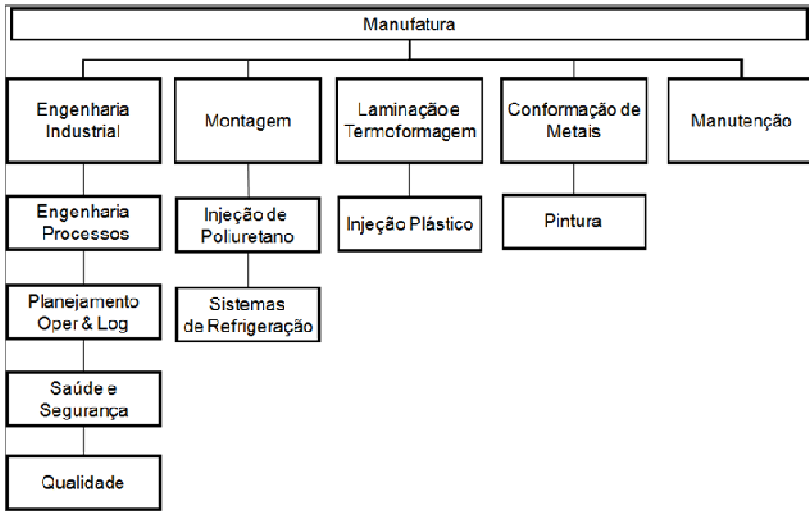 Manufatura
Engenharia
Industrial
Montagem
Laminação e
Termoformagem
Conformação de
Metais
Manutenção
Engenharia
Processos
Injeção de
Poliuretano
Injeção Plástico
Pintura
Planejamento
Oper & Log
Sistemas
de Refrigeração
Saúde e
Segurança
Qualidade